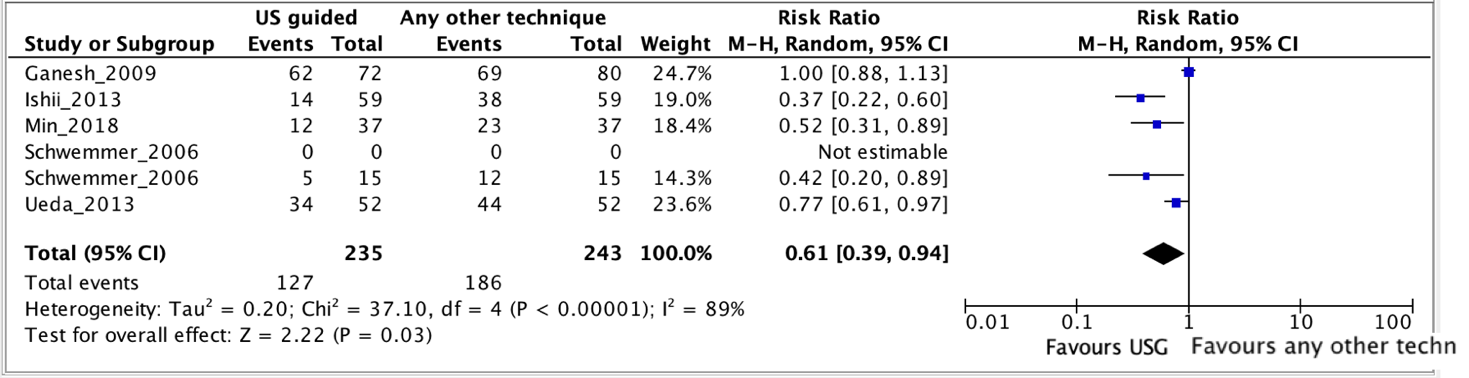 US guided Any other technique Risk Ratio Risk Ratio
Study or Subgroup Events Total Events Total Weight M-H, Random, 95% CI M-H, Random, 95% CI
Ganesh_2009 62 72 69 80 24.7% 1.00 [0.88, 1.13]
Ishii_2013 14 59 38 59 19.0% 0.37 [0.22, 0.60]
Min_2018 12 37 23 37 18.4% 0.52 [0.31, 0.89]
Schwemmer_2006 0 0 0 0 Not estimable
Schwemmer_2006 5 15 12 15 14.3% 0.42 [0.20, 0.89]
Ueda_2013 34 52 44 52 23.6% 0.77 [0.61, 0.97]
Total (95% CI) 235 243 100.0% 0.61 [0.39, 0.94]
Total events 127 186
Heterogeneity: Tau² = 0.20; Chi² = 37.10, df = 4 (P < 0.00001); I² = 89%
Test for overall effect: Z = 2.22 (P = 0.03)
0.01 0.1 1 10 100
Favours USG Favours any other techn